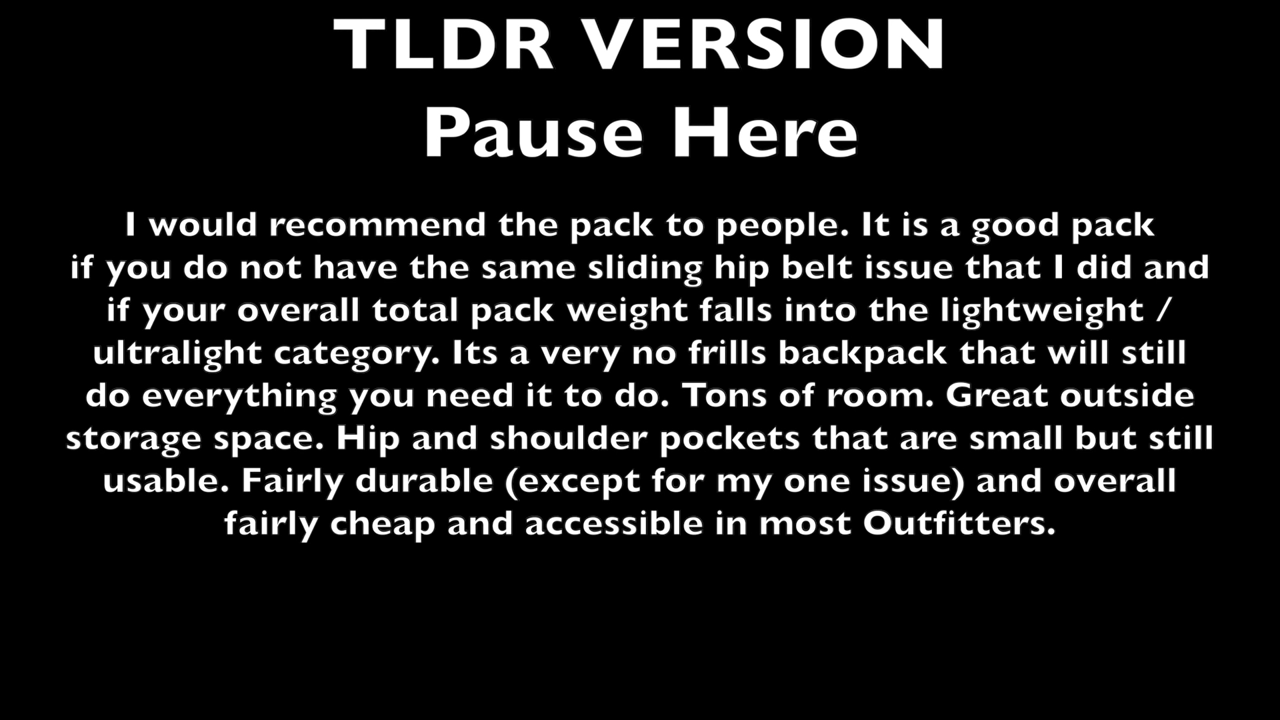 TLDR VERSION
Pause Here
I would recommend the pack to people. It is a good pack
if you do not have the same sliding hip belt issue that I did and
if your overall total pack weight falls into the lightweight /
ultralight category. Its a very no frills backpack that will still
do everything you need it to do. Tons of room. Great outside
storage space. Hip and shoulder pockets that are small but still
usable. Fairly durable (except for my one issue) and overall
fairly cheap and accessible in most Outfitters.